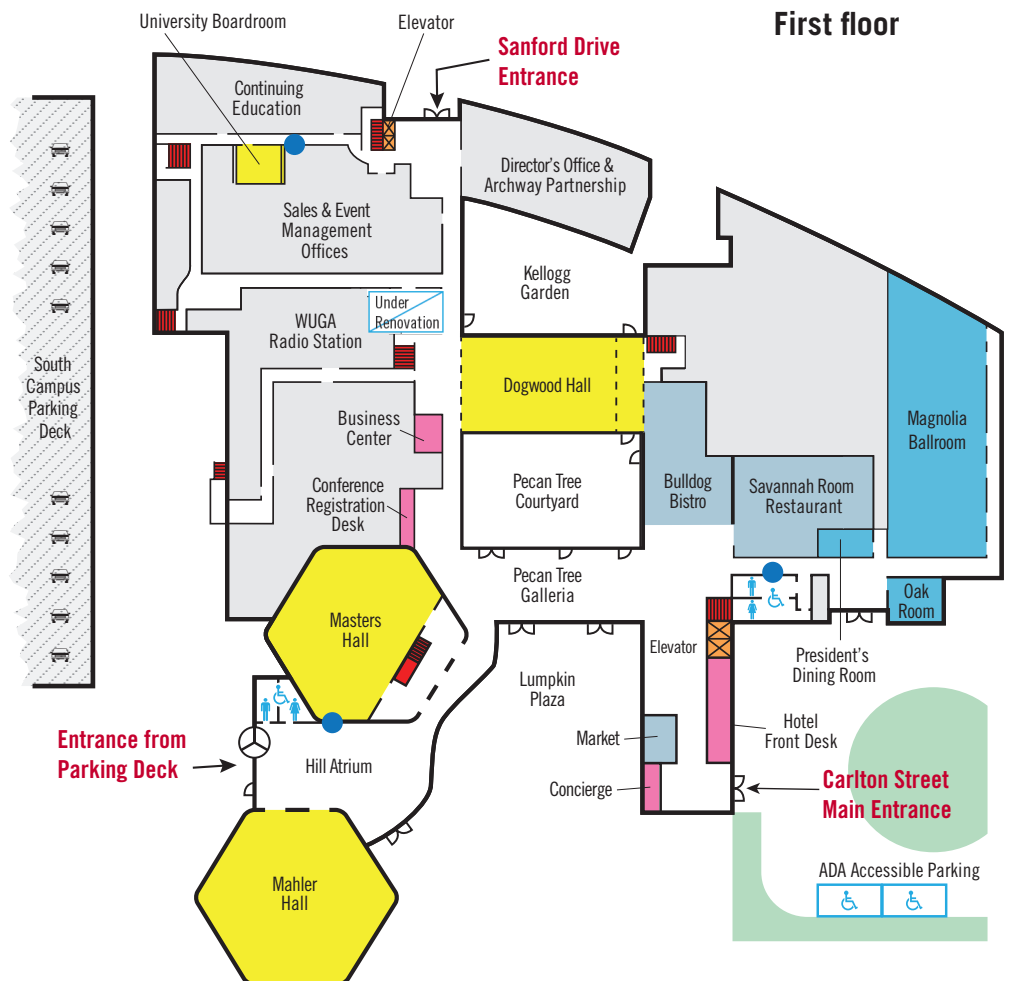 First floor
University Boardroom
Elevator
Sanford Drive
Entrance
Continuing
Education
Director's Office &
Archway Partnership
Sales & Event
Management
Offices
Kellogg
Garden
Under
Renovation
WUGA
Radio Station
South
Campus
Parking
Deck
Dogwood Hall
Magnolia
Ballroom
Business
Center
Conference
Registration
Desk
Pecan Tree
Courtyard
Bulldog
Bistro
Savannah Room
Restaurant
Pecan Tree
Galleria
Oak
Room
Masters
Hall
Elevator
President's
Dining Room
Lumpkin
Plaza
Market
Hotel
Front Desk
Entrance from
Parking Deck
Hill Atrium
Concierge
Carlton Street
Main Entrance
ADA Accessible Parking
Mahler
Hall